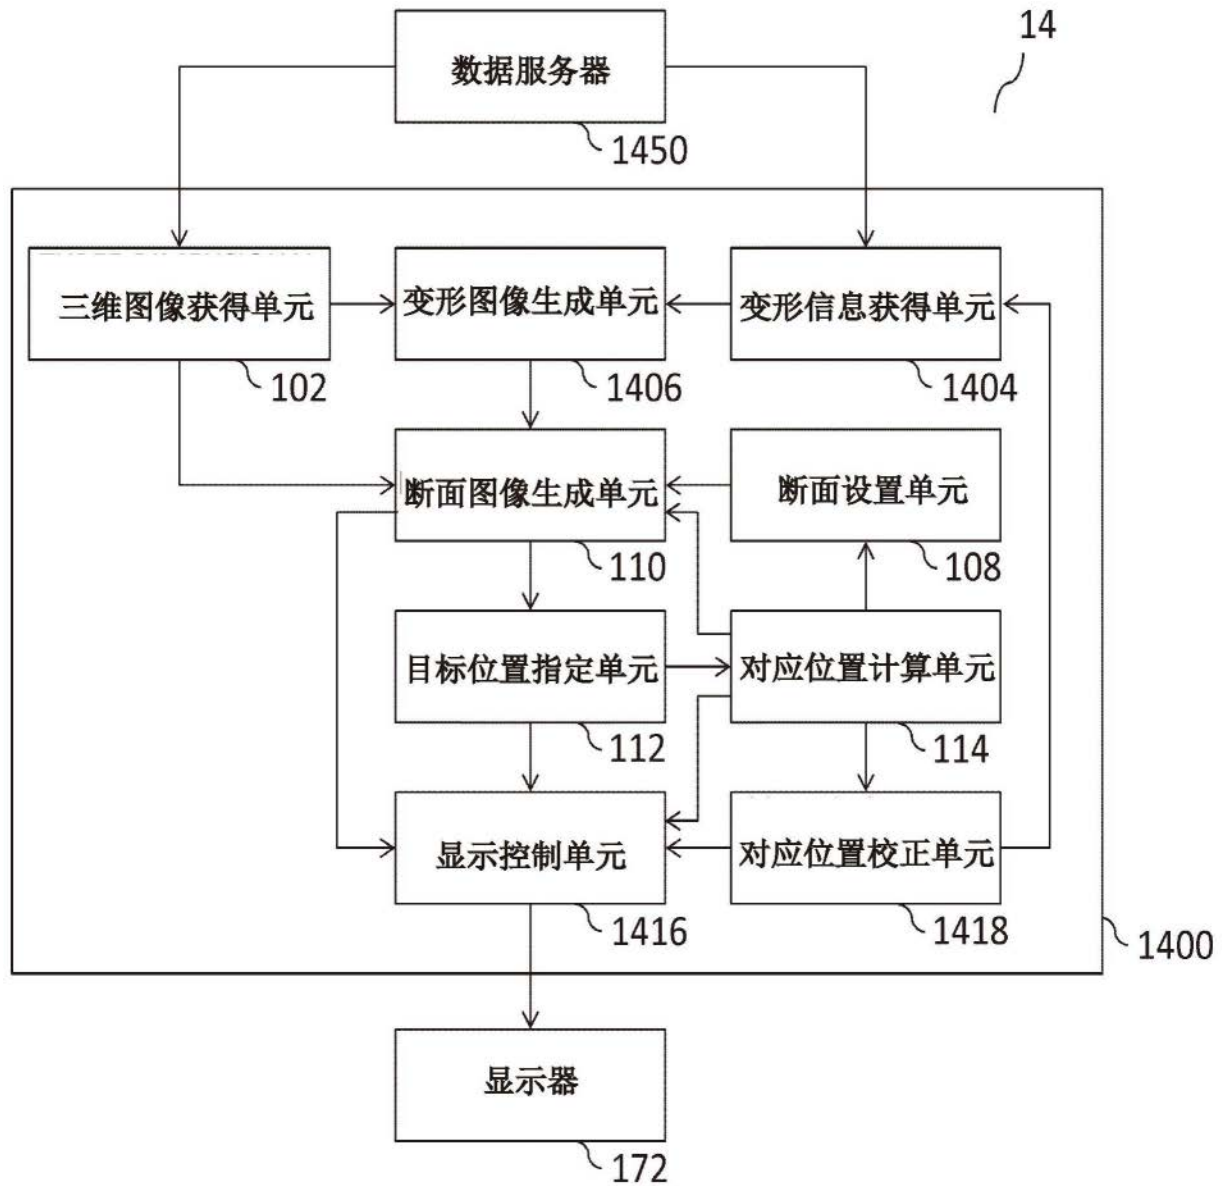 14
数据服务器
1450
三维图像获得单元
变形图像生成单元
变形信息获得单元
102
1406
1404
断面图像生成单元
断面设置单元
110
108
目标位置指定单元
对应位置计算单元
112
114
显示控制单元
对应位置校正单元
1416
1418
1400
显示器
172